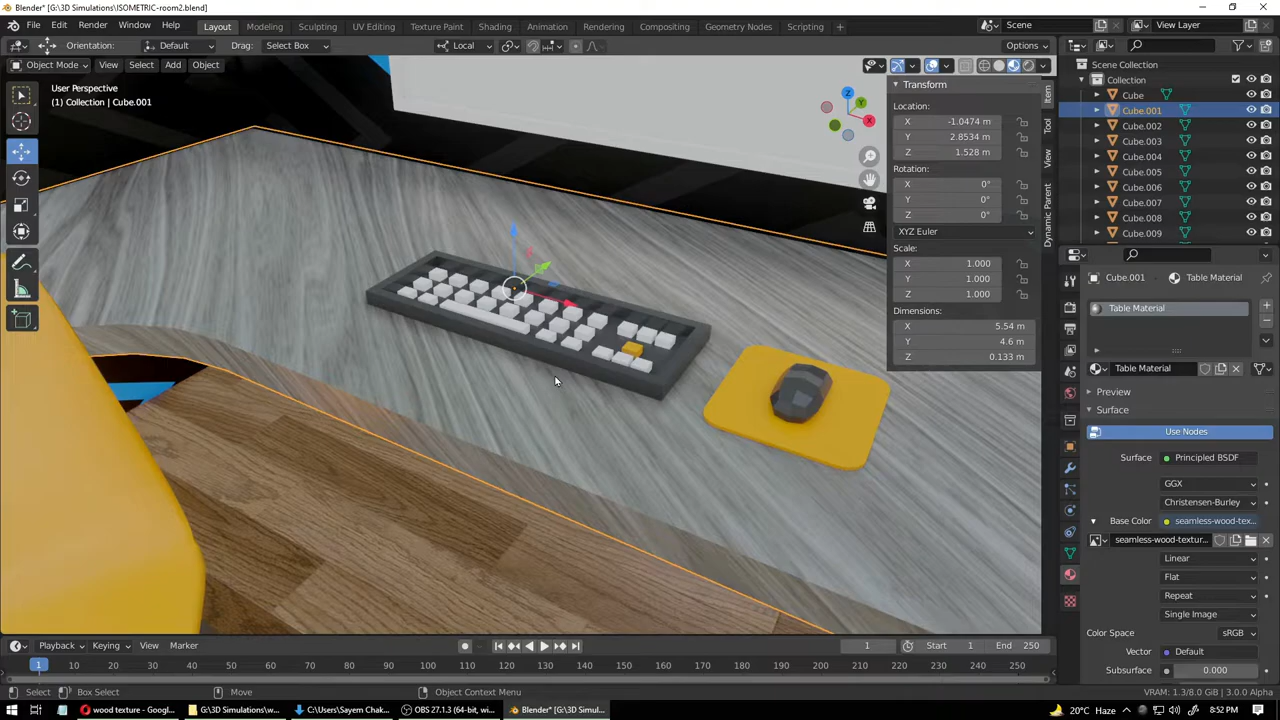 Blender* [G:\3D Simulations\ISOMETRIC-room2.blend]
File Edit Render Window Help Layout Modeling Sculpting UV Editing Texture Paint Shading Animation Rendering Compositing Geometry Nodes Scripting Scene View Layer
Orientation: Default Drag: Select Box Local Options
Object Mode View Select Add Object
User Perspective
(1) Collection | Cube.001
Z
Y
X
Transform
Location:
X -1.0474 m
Y 2.8534 m
Z 1.528 m
Rotation:
X 0°
Y 0°
Z 0°
XYZ Euler
Scale:
X 1.000
Y 1.000
Z 1.000
Dimensions:
X 5.54 m
Y 4.6 m
Z 0.133 m
Item
Tool
View
Dynamic Parent
Scene Collection
Collection
Cube
Cube.001
Cube.002
Cube.003
Cube.004
Cube.005
Cube.006
Cube.007
Cube.008
Cube.009
Cube.001 Table Material
Table Material
Table Material
Preview
Surface
Use Nodes
Surface Principled BSDF
GGX
Christensen-Burley
Base Color seamless-wood-tex...
seamless-wood-textur...
Linear
Flat
Repeat
Single Image
Color Space sRGB
Vector Default
Subsurface 0.000
Playback Keying View Marker 1 Start 1 End 250
1 10 20 30 40 50 60 70 80 90 100 110 120 130 140 150 160 170 180 190 200 210 220 230 240 250
Select Box Select Move Object Context Menu VRAM: 1.3/8.0 GiB | 3.0.0 Alpha
wood texture - Googl... G:\3D Simulations\w... C:\Users\Sayem Chak... OBS 27.1.3 (64-bit, w... Blender* [G:\3D Simul... 20°C Haze 8:52 PM